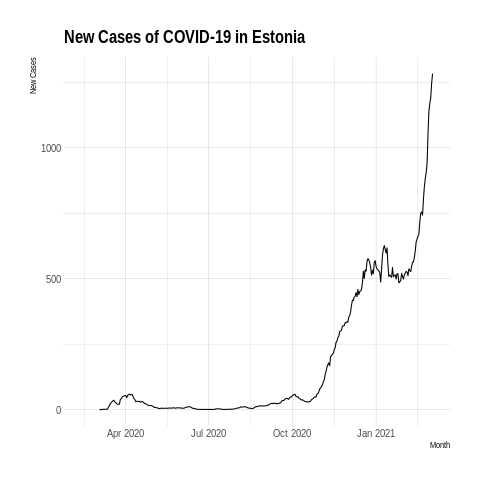 New Cases of COVID-19 in Estonia
New Cases
1000
500
0
Apr 2020
Jul 2020
Oct 2020
Jan 2021
Month